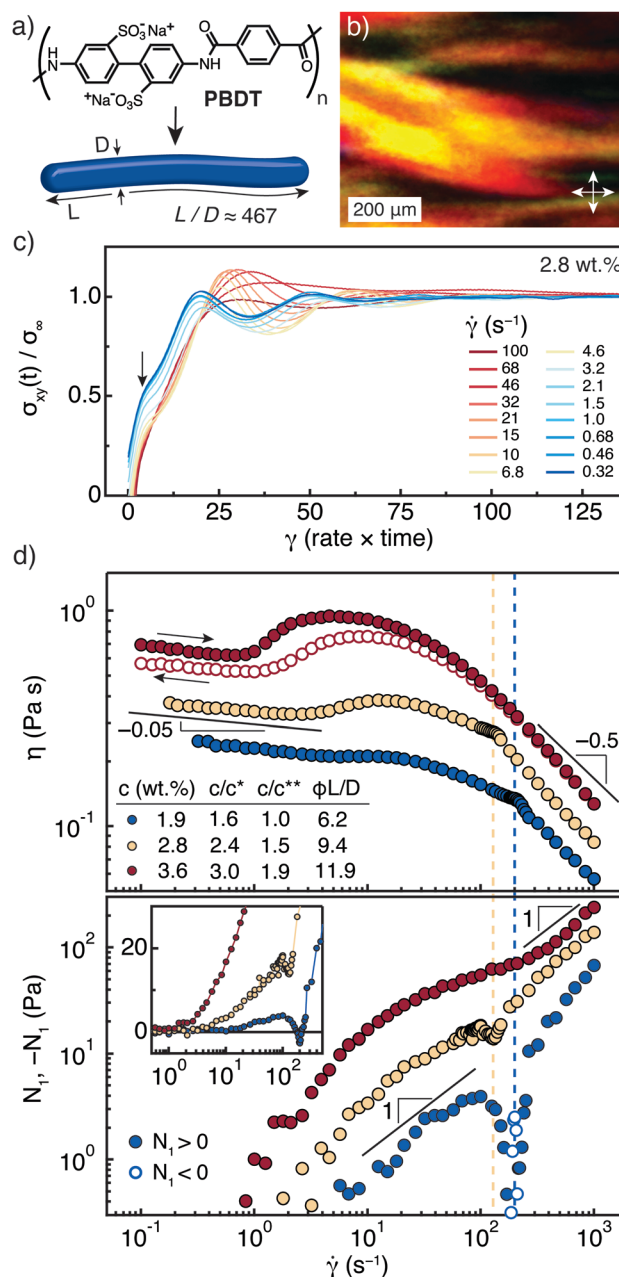 a)
SO₃⁻Na⁺
NH
NH
O
O
⁺Na⁻O₃S
PBDT
n
D
L
L / D ≈ 467
b)
200 µm
c)
2.8 wt.%
σxy(t) / σ∞
1.0
0.5
0
γ̇ (s⁻¹)
100 4.6
68 3.2
46 2.1
32 1.5
21 1.0
15 0.68
10 0.46
6.8 0.32
0 25 50 75 100 125
γ (rate × time)
d)
η (Pa s)
10⁰
10⁻¹
−0.05
−0.5
c (wt.%) c/c* c/c** ϕL/D
1.9 1.6 1.0 6.2
2.8 2.4 1.5 9.4
3.6 3.0 1.9 11.9
N₁, −N₁ (Pa)
10²
10¹
10⁰
20
0
10⁰ 10¹ 10²
1
1
N₁ > 0
N₁ < 0
10⁻¹ 10⁰ 10¹ 10² 10³
γ̇ (s⁻¹)